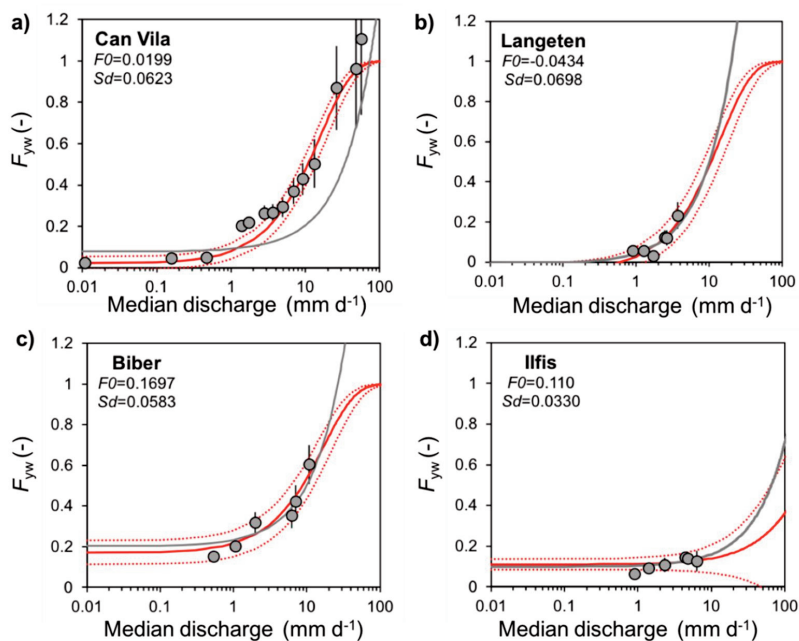 a)
Can Vila
F0=0.0199
Sd=0.0623
Fyw (-)
1.2
1
0.8
0.6
0.4
0.2
0
0.01 0.1 1 10 100
Median discharge (mm d-1)
b)
Langeten
F0=-0.0434
Sd=0.0698
Fyw (-)
1.2
1
0.8
0.6
0.4
0.2
0
0.01 0.1 1 10 100
Median discharge (mm d-1)
c)
Biber
F0=0.1697
Sd=0.0583
Fyw (-)
1.2
1
0.8
0.6
0.4
0.2
0
0.01 0.1 1 10 100
Median discharge (mm d-1)
d)
Ilfis
F0=0.110
Sd=0.0330
Fyw (-)
1.2
1
0.8
0.6
0.4
0.2
0
0.01 0.1 1 10 100
Median discharge (mm d-1)